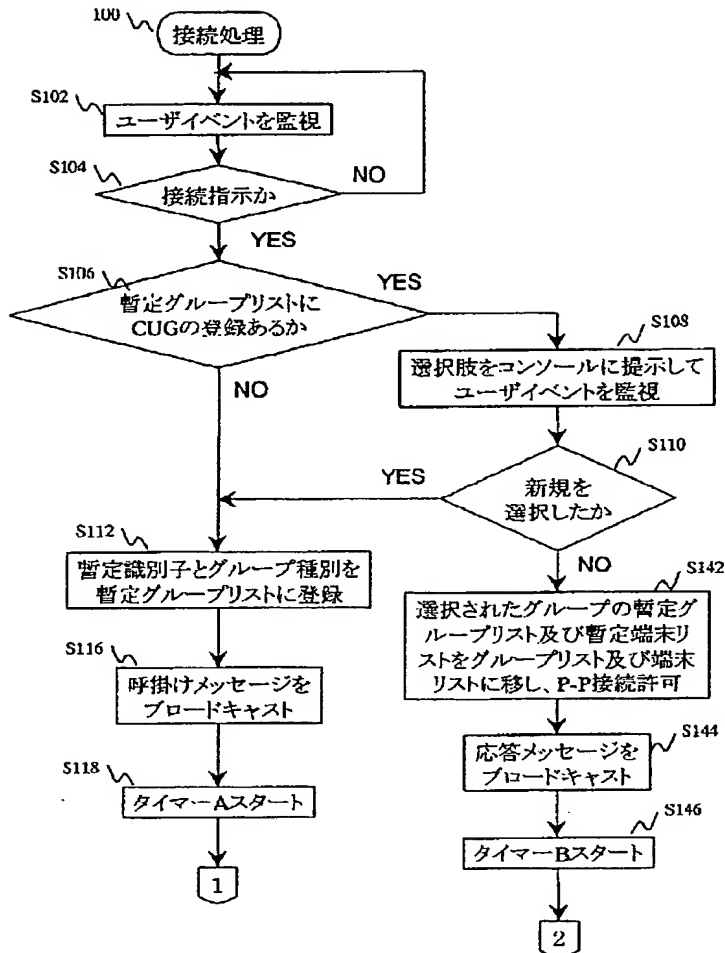 100
接続処理
S102
ユーザイベントを監視
S104
接続指示か
NO
YES
S106
暫定グループリストに
CUGの登録あるか
YES
NO
S108
選択肢をコンソールに提示して
ユーザイベントを監視
S110
新規を
選択したか
YES
NO
S112
暫定識別子とグループ種別を
暫定グループリストに登録
S142
選択されたグループの暫定グ
ループリスト及び暫定端末リ
ストをグループリスト及び端末
リストに移し、P-P接続許可
S116
呼掛けメッセージを
ブロードキャスト
S144
応答メッセージを
ブロードキャスト
S118
タイマーAスタート
S146
タイマーBスタート
1
2